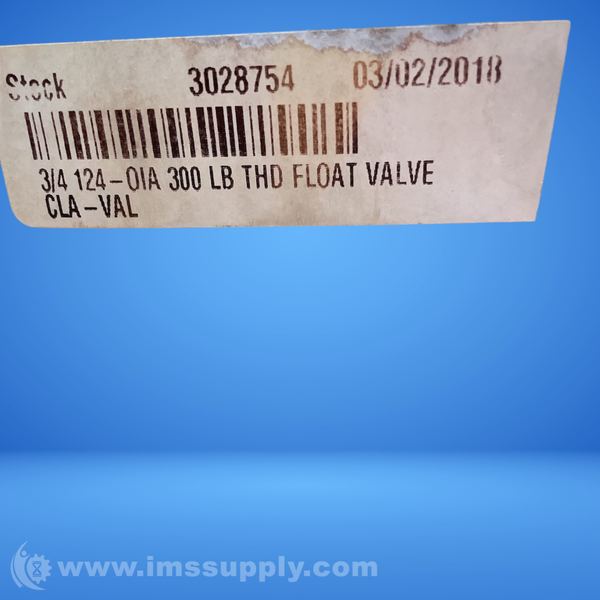 Stock 3028754 03/02/2018
3/4 124-01A 300 LB THD FLOAT VALVE
CLA-VAL
www.imssupply.com